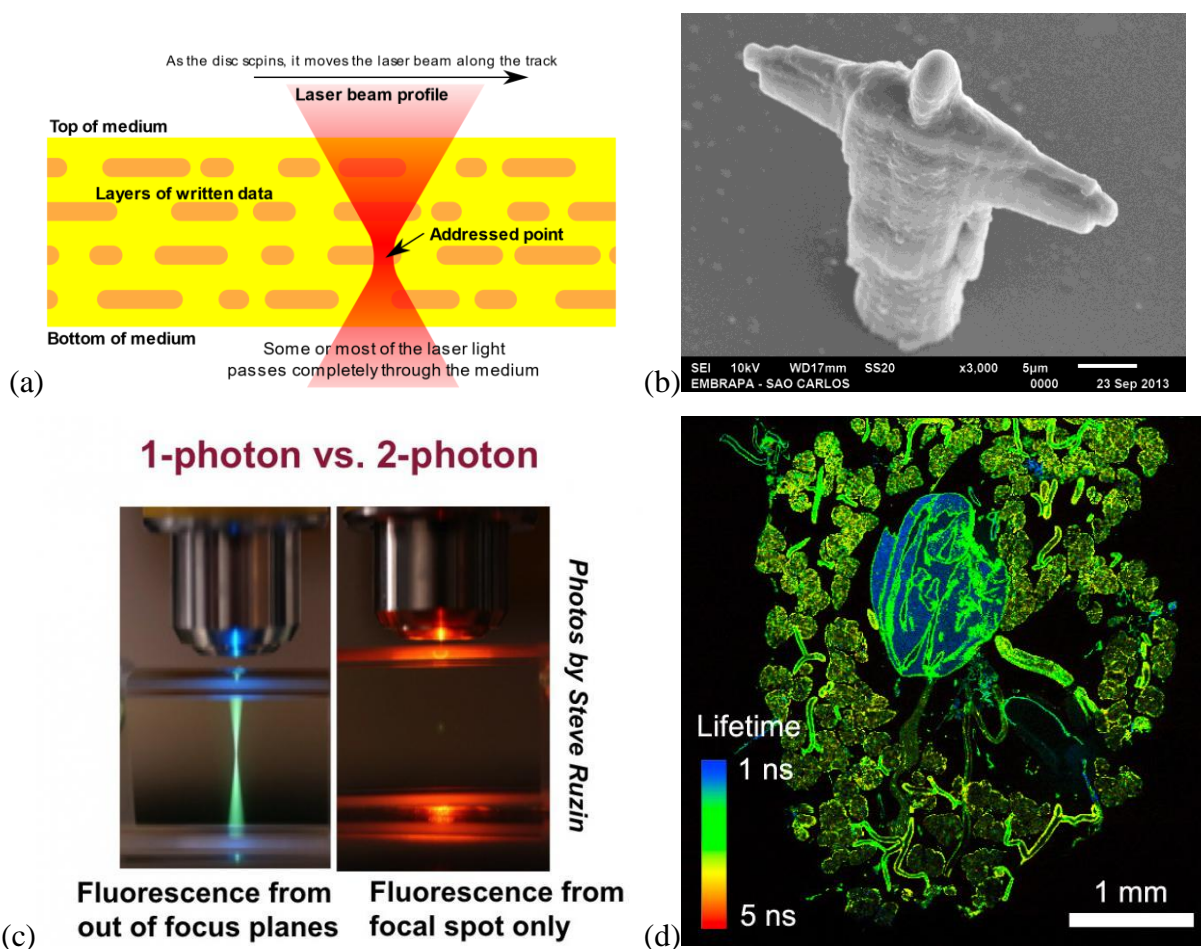 As the disc scpins, it moves the laser beam along the track
Laser beam profile
Top of medium
Layers of written data
Addressed point
Bottom of medium
Some or most of the laser light
passes completely through the medium
(a)
SEI 10kV WD17mm SS20 x3,000 5µm
EMBRAPA - SAO CARLOS 0000 23 Sep 2013
(b)
1-photon vs. 2-photon
Photos by Steve Ruzin
Fluorescence from
out of focus planes
Fluorescence from
focal spot only
(c)
Lifetime
1 ns
5 ns
1 mm
(d)